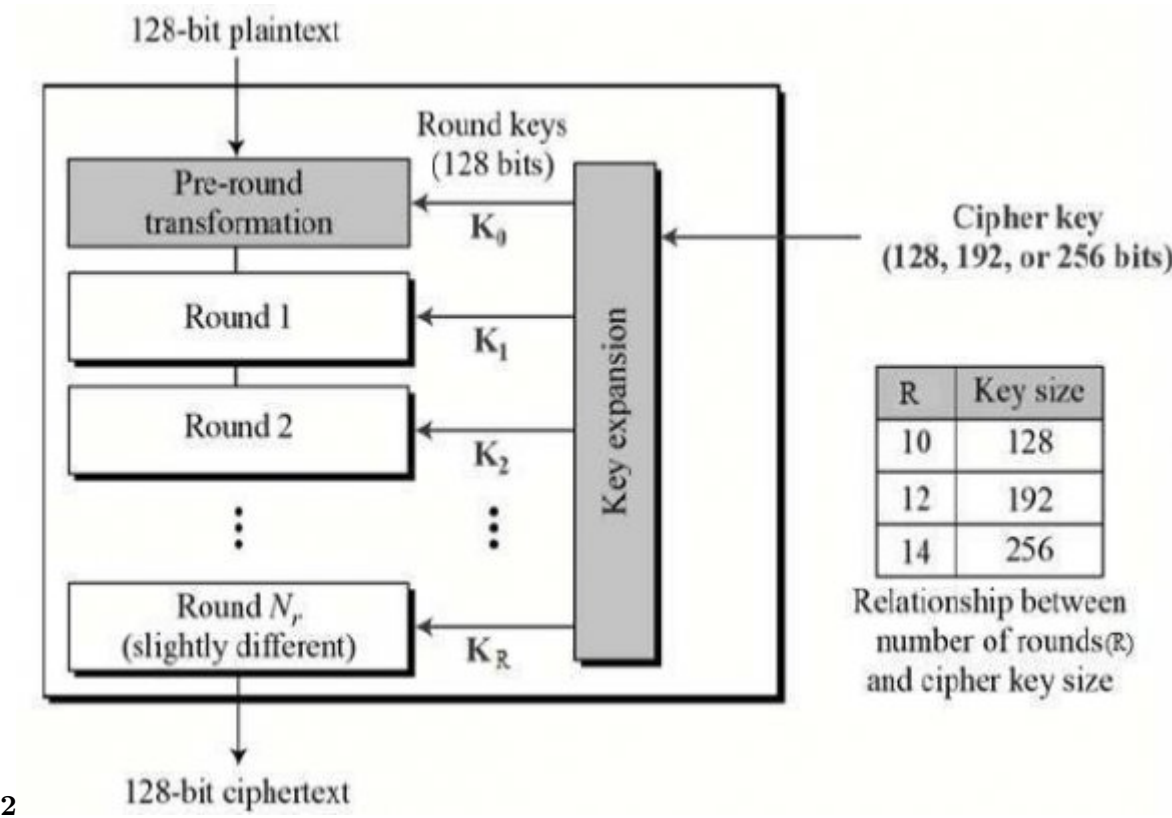 128-bit plaintext
Round keys
(128 bits)
Pre-round
transformation
K₀
Cipher key
(128, 192, or 256 bits)
Round 1
K₁
Key expansion
R Key size
10 128
12 192
14 256
Round 2
K₂
Round Nᵣ
(slightly different)
K_R
Relationship between
number of rounds(R)
and cipher key size
128-bit ciphertext
2